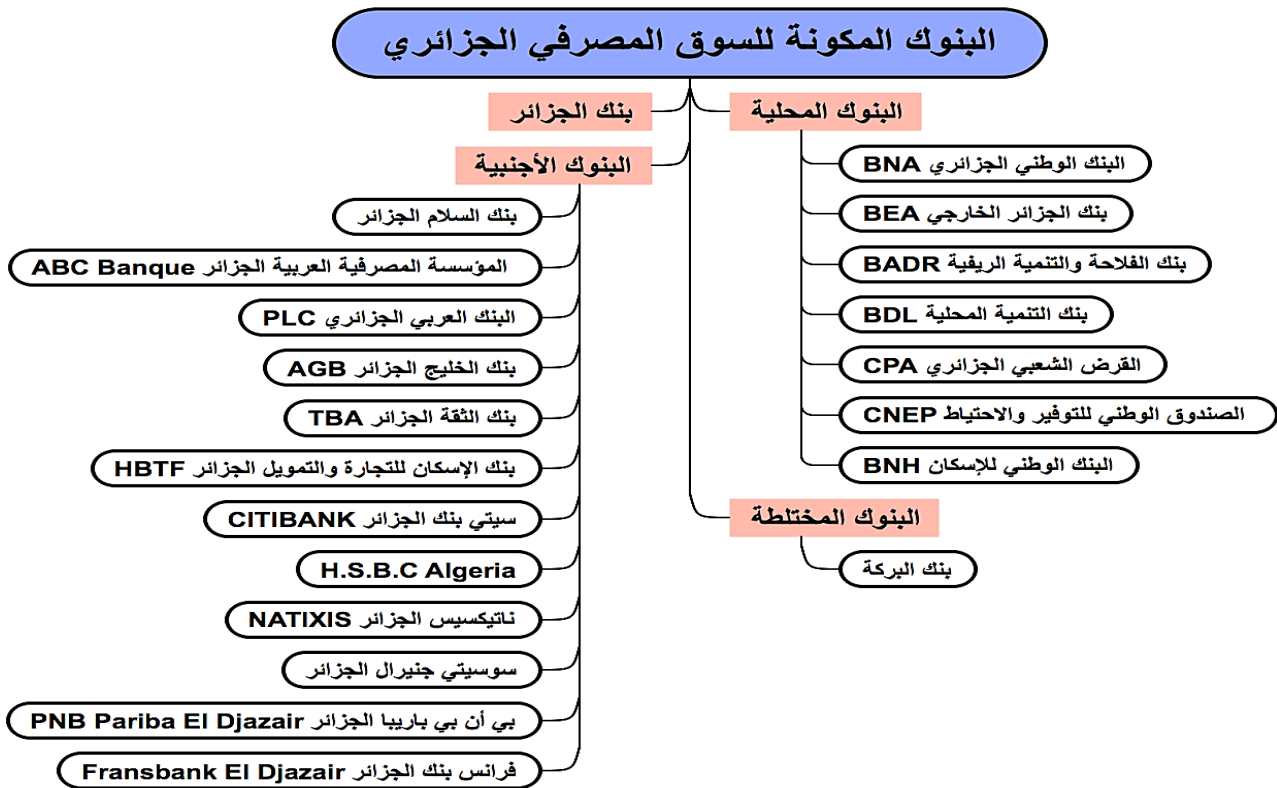 البنوك المكونة للسوق المصرفي الجزائري
البنوك المحلية
البنك الوطني الجزائري BNA
بنك الجزائر الخارجي BEA
بنك الفلاحة والتنمية الريفية BADR
بنك التنمية المحلية BDL
القرض الشعبي الجزائري CPA
الصندوق الوطني للتوفير والاحتياط CNEP
البنك الوطني للإسكان BNH
البنوك المختلطة
بنك البركة
بنك الجزائر
البنوك الأجنبية
بنك السلام الجزائر
المؤسسة المصرفية العربية الجزائر ABC Banque
البنك العربي الجزائري PLC
بنك الخليج الجزائر AGB
بنك الثقة الجزائر TBA
بنك الإسكان للتجارة والتمويل الجزائر HBTF
سيتي بنك الجزائر CITIBANK
H.S.B.C Algeria
ناتيكسيس الجزائر NATIXIS
سوسيتي جنيرال الجزائر
بي أن بي باريبا الجزائر PNB Pariba El Djazair
فرانس بنك الجزائر Fransbank El Djazair